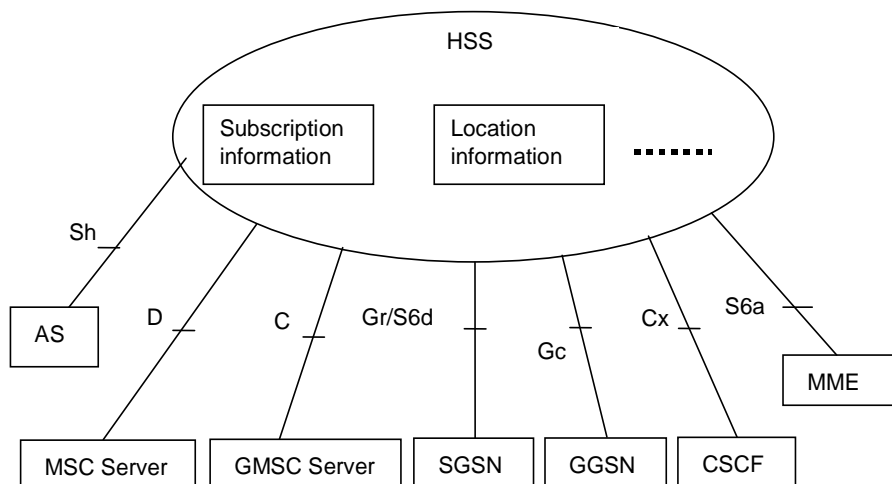 HSS
Subscription
information
Location
information
Sh
D
C
Gr/S6d
Gc
Cx
S6a
AS
MME
MSC Server
GMSC Server
SGSN
GGSN
CSCF